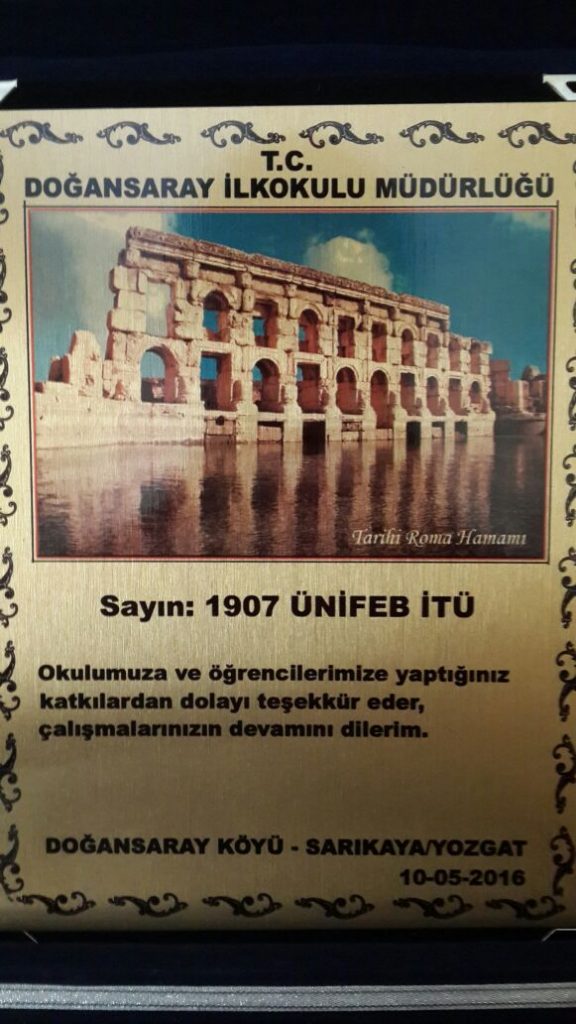 T.C.
DOĞANSARAY İLKOKULU MÜDÜRLÜĞÜ
Tarihi Roma Hamamı
Sayın: 1907 ÜNİFEB İTÜ
Okulumuza ve öğrencilerimize yaptığınız
katkılardan dolayı teşekkür eder,
çalışmalarınızın devamını dilerim.
DOĞANSARAY KÖYÜ - SARIKAYA/YOZGAT
10-05-2016